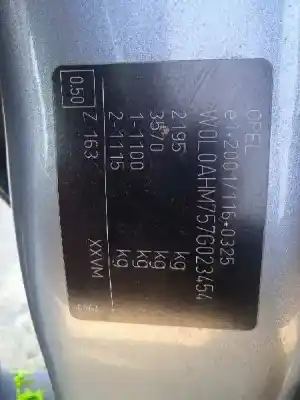 OPEL
e1*2001/116*0325
W0L0AHM757G023454
2195 kg
3570 kg
1-1100 kg
2-1115 kg
Z 163 XXVM
0.50